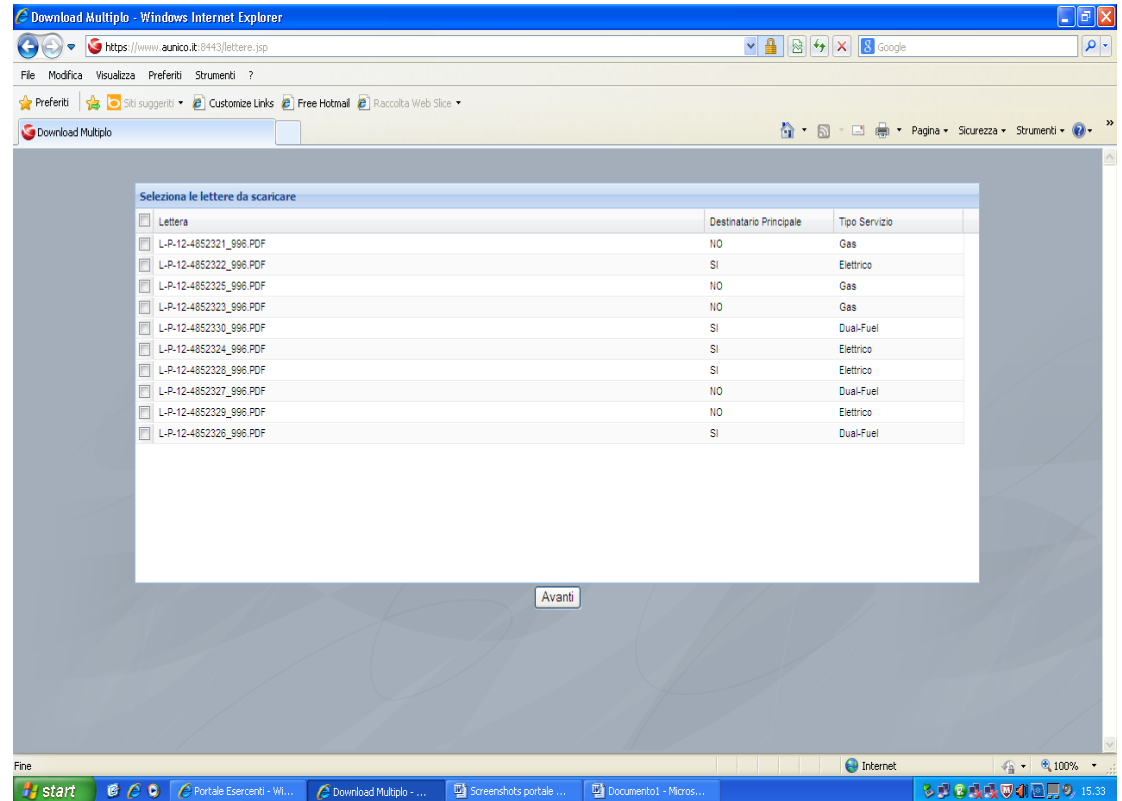 Download Multiplo - Windows Internet Explorer
https://www.aunico.it:8443/lettere.jsp
Google
File Modifica Visualizza Preferiti Strumenti ?
Preferiti Siti suggeriti Customize Links Free Hotmail Raccolta Web Slice
Download Multiplo Pagina Sicurezza Strumenti »
Seleziona le lettere da scaricare
Lettera Destinatario Principale Tipo Servizio
L-P-12-4852321_996.PDF NO Gas
L-P-12-4852322_996.PDF SI Elettrico
L-P-12-4852325_996.PDF NO Gas
L-P-12-4852323_996.PDF NO Gas
L-P-12-4852330_996.PDF SI Dual-Fuel
L-P-12-4852324_996.PDF SI Elettrico
L-P-12-4852328_996.PDF SI Elettrico
L-P-12-4852327_996.PDF NO Dual-Fuel
L-P-12-4852329_996.PDF NO Elettrico
L-P-12-4852326_996.PDF SI Dual-Fuel
Avanti
Fine Internet 100%
start Portale Esercenti - Wi... Download Multiplo - ... Screenshots portale ... Documento1 - Micros... 15.33